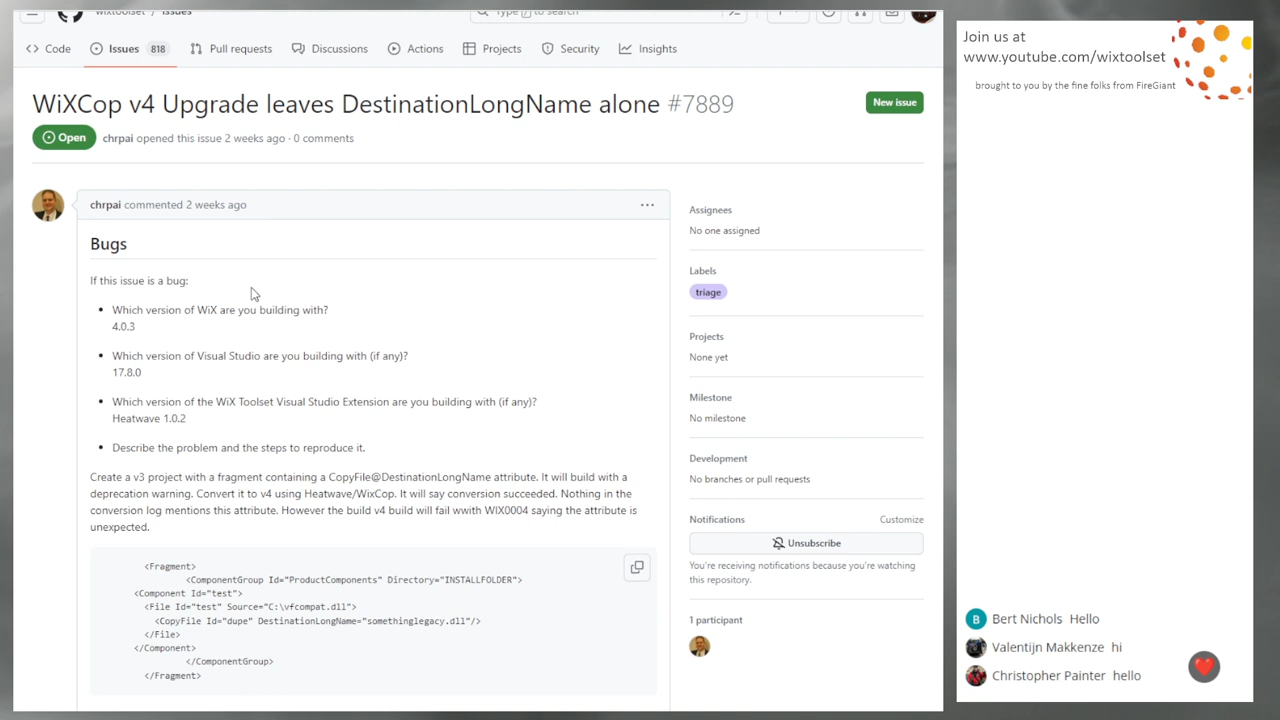 wixtoolset / Issues
Type / to search
Code
Issues 818
Pull requests
Discussions
Actions
Projects
Security
Insights
WiXCop v4 Upgrade leaves DestinationLongName alone #7889
New issue
Open
chrpai opened this issue 2 weeks ago · 0 comments
chrpai commented 2 weeks ago
Bugs
If this issue is a bug:
• Which version of WiX are you building with?
4.0.3
• Which version of Visual Studio are you building with (if any)?
17.8.0
• Which version of the WiX Toolset Visual Studio Extension are you building with (if any)?
Heatwave 1.0.2
• Describe the problem and the steps to reproduce it.
Create a v3 project with a fragment containing a CopyFile@DestinationLongName attribute. It will build with a
deprecation warning. Convert it to v4 using Heatwave/WixCop. It will say conversion succeeded. Nothing in the
conversion log mentions this attribute. However the build v4 build will fail wwith WIX0004 saying the attribute is
unexpected.
<Fragment>
<ComponentGroup Id="ProductComponents" Directory="INSTALLFOLDER">
<Component Id="test">
<File Id="test" Source="C:\vfcompat.dll">
<CopyFile Id="dupe" DestinationLongName="somethinglegacy.dll"/>
</File>
</Component>
</ComponentGroup>
</Fragment>
Assignees
No one assigned
Labels
triage
Projects
None yet
Milestone
No milestone
Development
No branches or pull requests
Notifications
Customize
Unsubscribe
You're receiving notifications because you're watching
this repository.
1 participant
Join us at
www.youtube.com/wixtoolset
brought to you by the fine folks from FireGiant
B
Bert Nichols Hello
Valentijn Makkenze hi
Christopher Painter hello